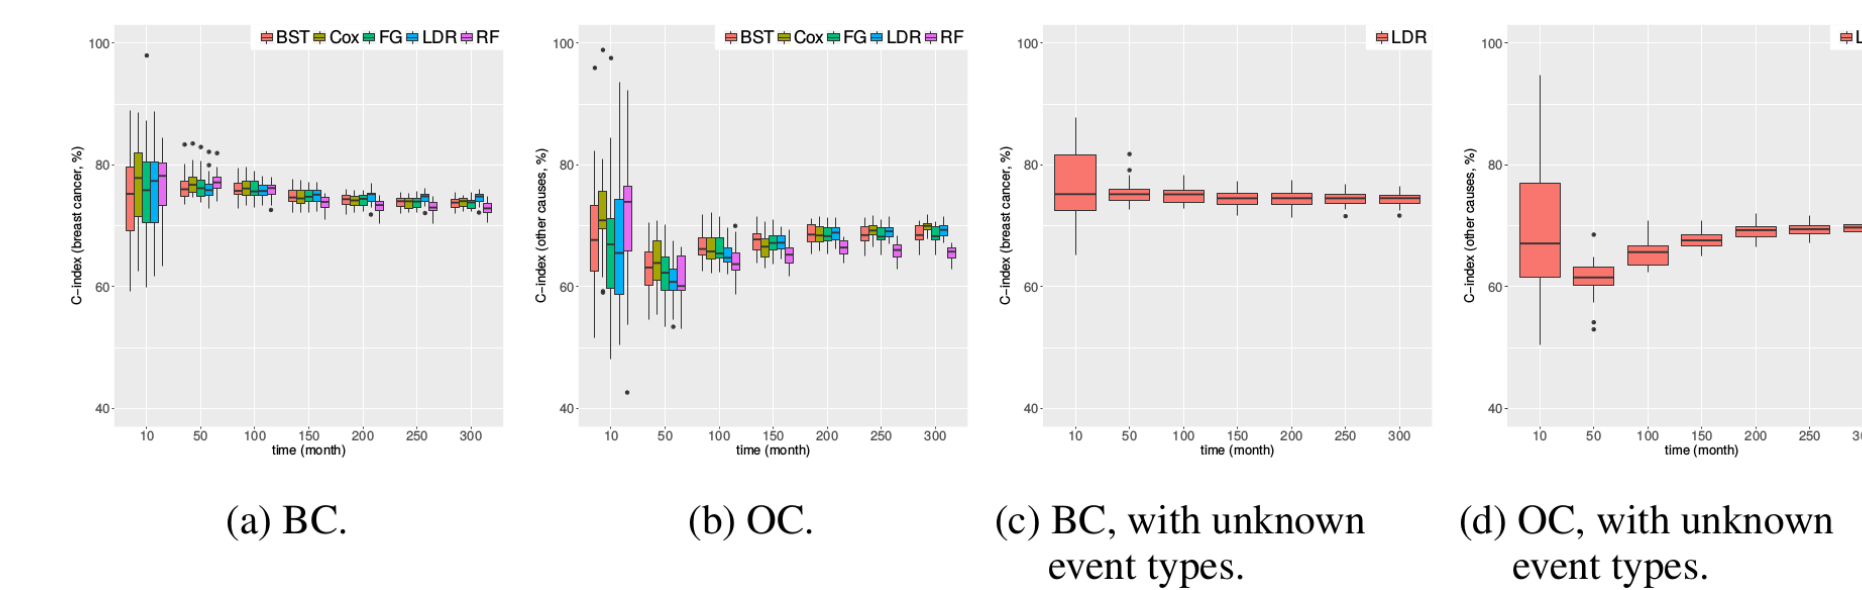 BST Cox FG LDR RF
C-index (breast cancer, %)
100
80
60
40
10 50 100 150 200 250 300
time (month)
(a) BC.
BST Cox FG LDR RF
C-index (other causes, %)
100
80
60
40
10 50 100 150 200 250 300
time (month)
(b) OC.
LDR
C-index (breast cancer, %)
100
80
60
40
10 50 100 150 200 250 300
time (month)
(c) BC, with unknown
event types.
C-index (other causes, %)
100
80
60
40
10 50 100 150 200 250
time (month)
(d) OC, with unknown
event types.